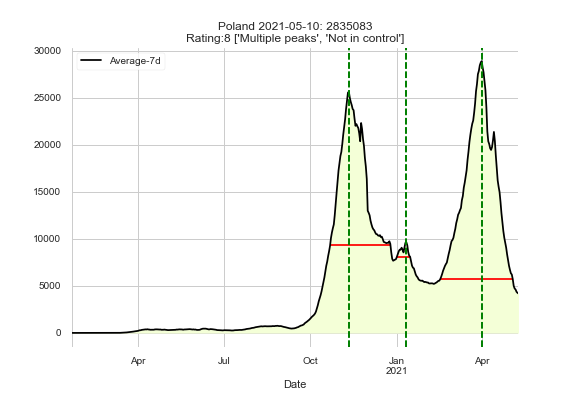 Poland 2021-05-10: 2835083
Rating:8 ['Multiple peaks', 'Not in control']
Average-7d
30000
25000
20000
15000
10000
5000
0
Apr Jul Oct Jan Apr
2021
Date